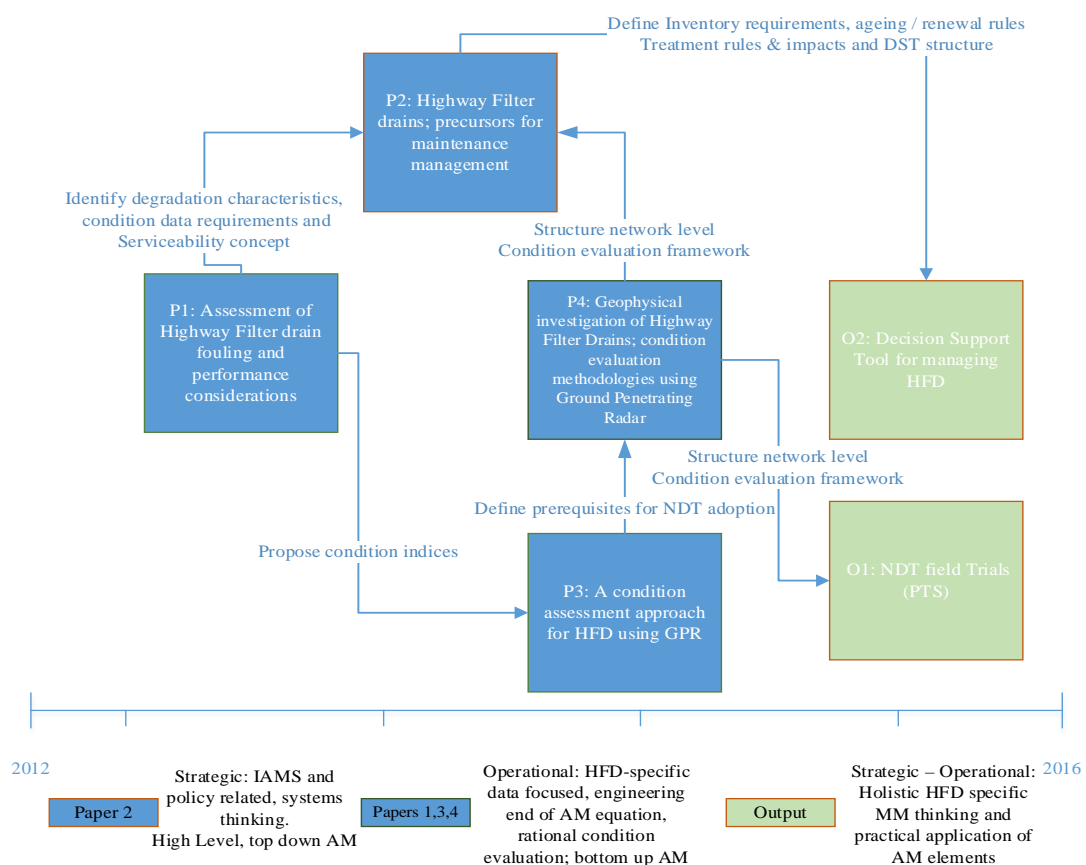 Define Inventory requirements, ageing / renewal rules
Treatment rules & impacts and DST structure
P2: Highway Filter
drains; precursors for
maintenance
management
Identify degradation characteristics,
condition data requirements and
Serviceability concept
Structure network level
Condition evaluation framework
P1: Assessment of
Highway Filter drain
fouling and
performance
considerations
P4: Geophysical
investigation of Highway
Filter Drains; condition
evaluation
methodologies using
Ground Penetrating
Radar
O2: Decision Support
Tool for managing
HFD
Structure network level
Condition evaluation framework
Define prerequisites for NDT adoption
Propose condition indices
P3: A condition
assessment approach
for HFD using GPR
O1: NDT field Trials
(PTS)
2012
2016
Paper 2
Strategic: IAMS and
policy related, systems
thinking.
High Level, top down AM
Papers 1,3,4
Operational: HFD-specific
data focused, engineering
end of AM equation,
rational condition
evaluation; bottom up AM
Output
Strategic – Operational:
Holistic HFD specific
MM thinking and
practical application of
AM elements